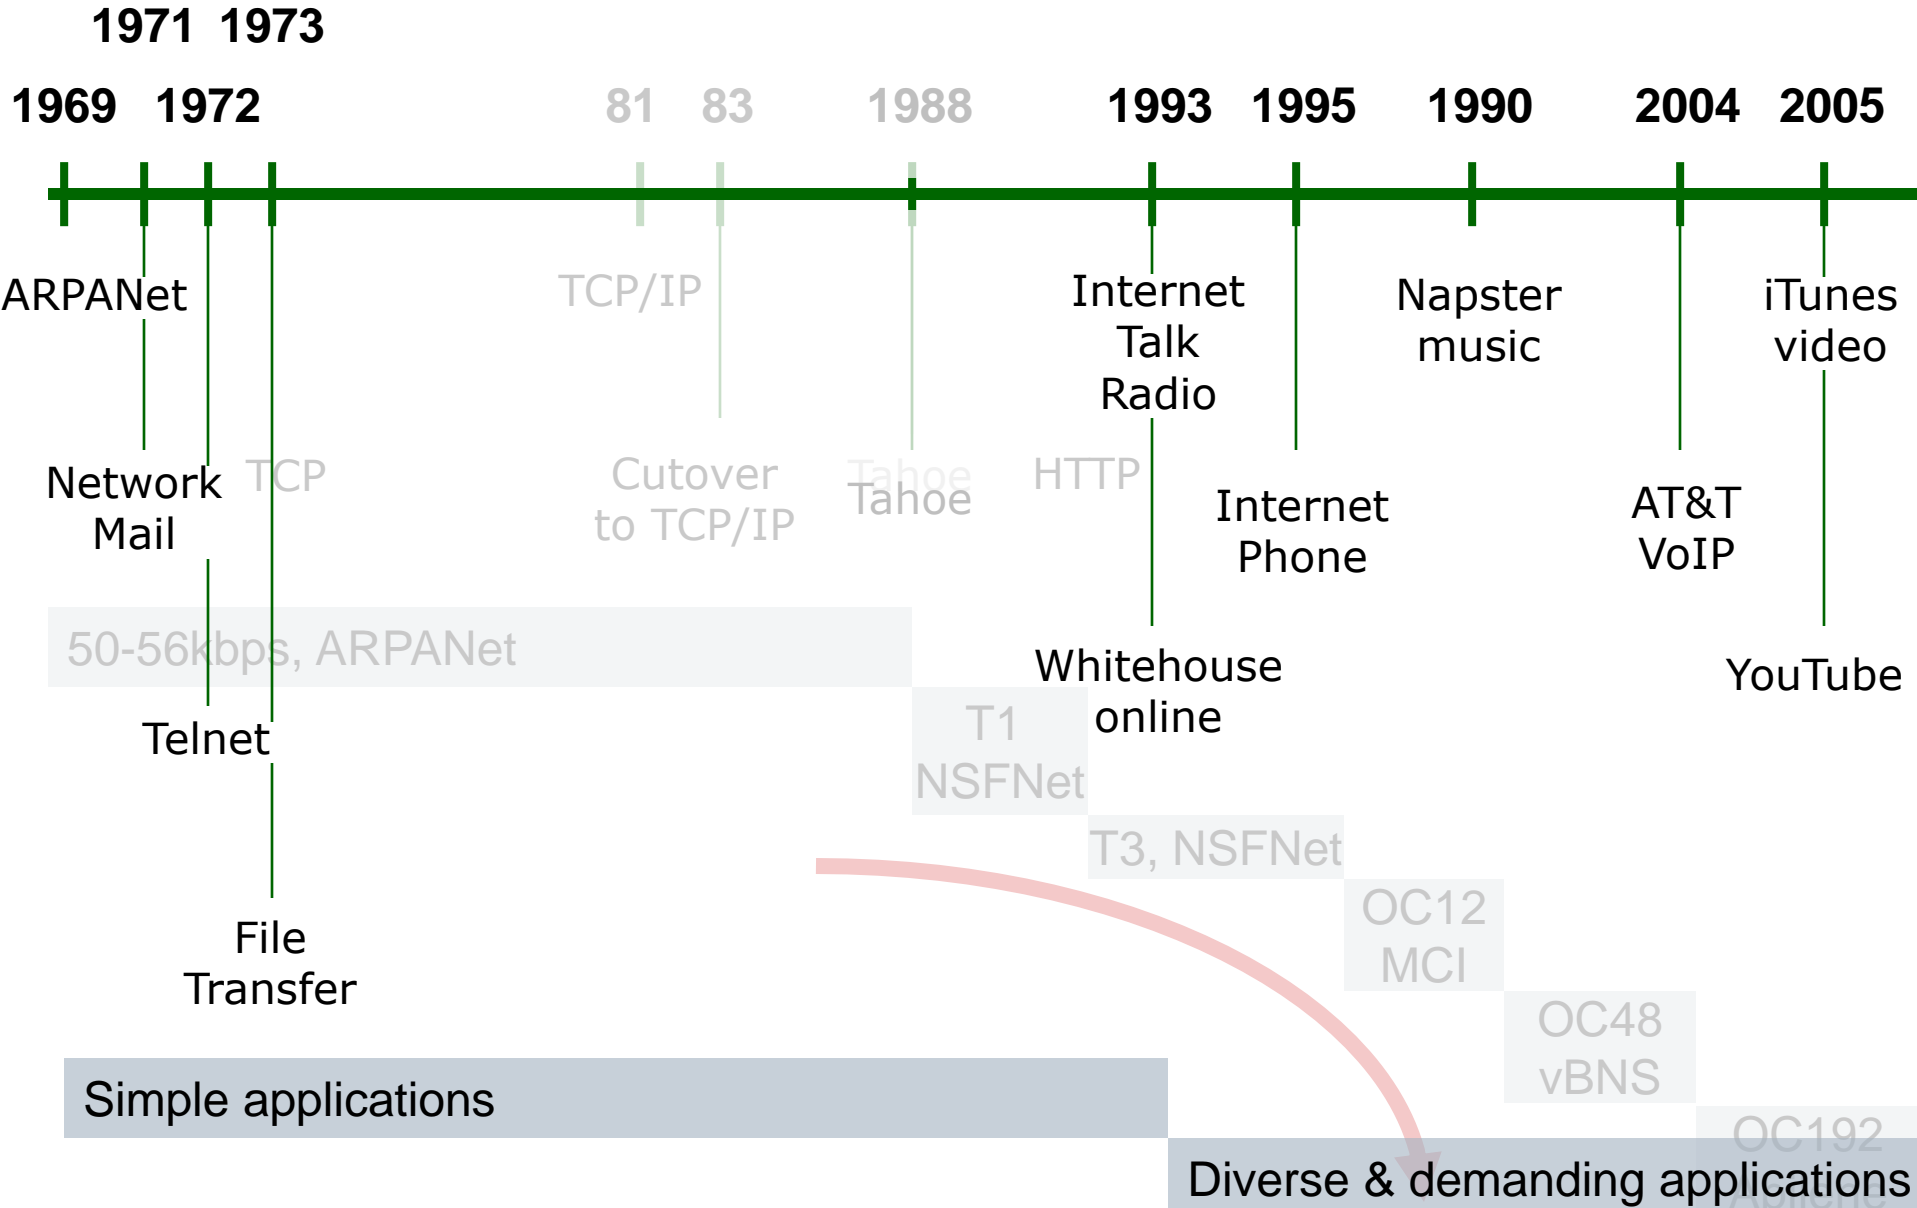 1971 1973
1969 1972 81 83 1988 1993 1995 1990 2004 2005
ARPANet
TCP/IP
Internet
Talk
Radio
Napster
music
iTunes
video
Network
Mail
TCP
Cutover
to TCP/IP
Tahoe
Tahoe
HTTP
Internet
Phone
AT&T
VoIP
50-56kbps, ARPANet
Whitehouse
online
YouTube
Telnet
T1
NSFNet
T3, NSFNet
File
Transfer
OC12
MCI
OC48
vBNS
Simple applications
OC192
Abilene
Diverse & demanding applications